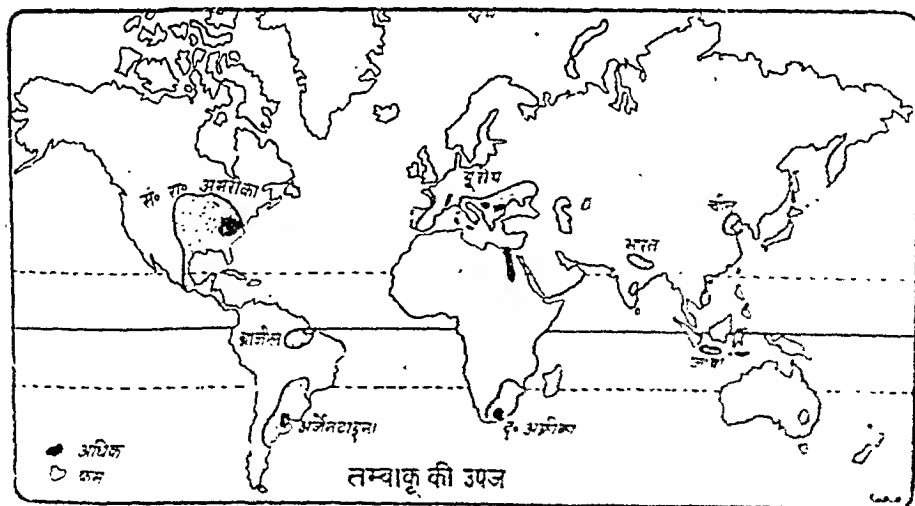 यूरोप
सं० रा० अमरीका
चीन
भारत
ब्राजील
जावा
अर्जेनटाइना
द० अफ्रीका
अधिक
कम
तम्बाकू की उपज